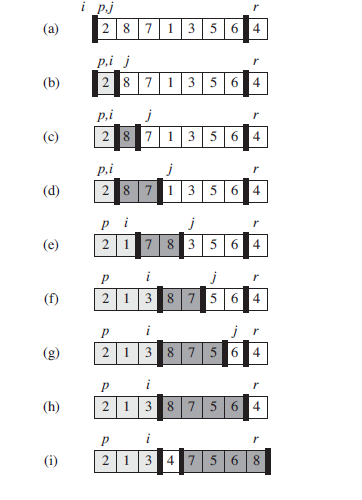 i p,j r
(a) 2 8 7 1 3 5 6 4
p,i j r
(b) 2 8 7 1 3 5 6 4
p,i j r
(c) 2 8 7 1 3 5 6 4
p,i j r
(d) 2 8 7 1 3 5 6 4
p i j r
(e) 2 1 7 8 3 5 6 4
p i j r
(f) 2 1 3 8 7 5 6 4
p i j r
(g) 2 1 3 8 7 5 6 4
p i r
(h) 2 1 3 8 7 5 6 4
p i r
(i) 2 1 3 4 7 5 6 8